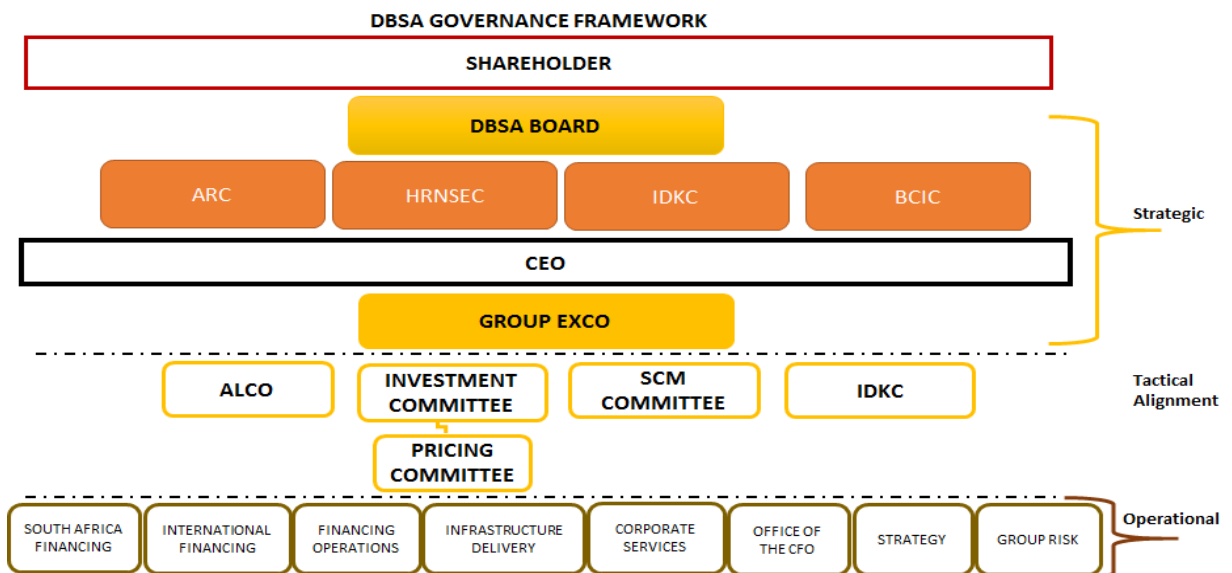 DBSA GOVERNANCE FRAMEWORK
SHAREHOLDER
DBSA BOARD
ARC
HRNSEC
IDKC
BCIC
Strategic
CEO
GROUP EXCO
ALCO
INVESTMENT
COMMITTEE
SCM
COMMITTEE
IDKC
Tactical
Alignment
PRICING
COMMITTEE
SOUTH AFRICA
FINANCING
INTERNATIONAL
FINANCING
FINANCING
OPERATIONS
INFRASTRUCTURE
DELIVERY
CORPORATE
SERVICES
OFFICE OF
THE CFO
STRATEGY
GROUP RISK
Operational